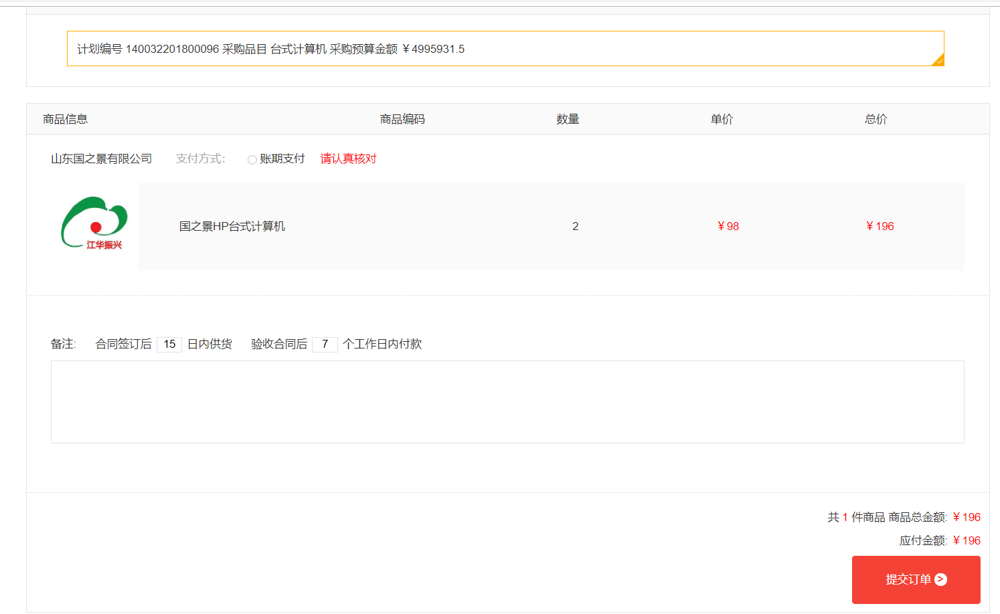 计划编号 140032201800096 采购品目 台式计算机 采购预算金额 ￥4995931.5
商品信息 商品编码 数量 单价 总价
山东国之景有限公司 支付方式: 账期支付 请认真核对
江华振兴
国之景HP台式计算机 2 ￥98 ￥196
备注: 合同签订后 15 日内供货 验收合同后 7 个工作日内付款
共 1 件商品 商品总金额: ￥196
应付金额: ￥196
提交订单 >